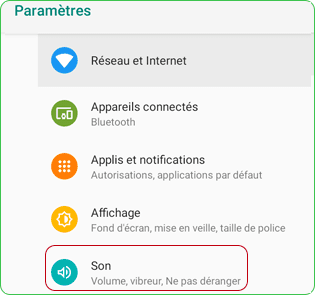 Paramètres
Réseau et Internet
Appareils connectés
Bluetooth
Applis et notifications
Autorisations, applications par défaut
Affichage
Fond d'écran, mise en veille, taille de police
Son
Volume, vibreur, Ne pas déranger